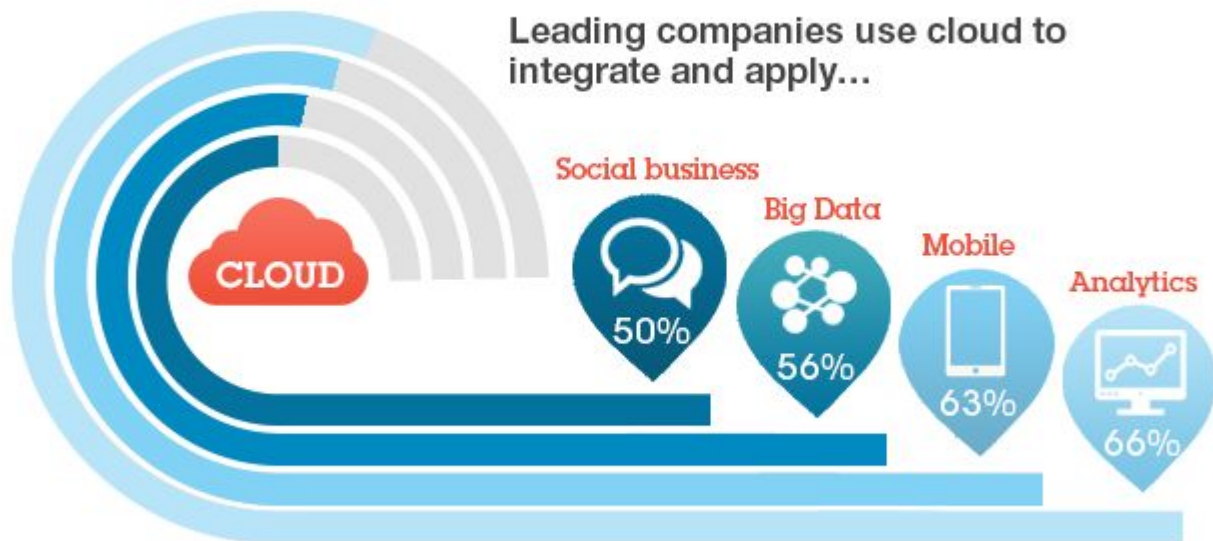 Leading companies use cloud to
integrate and apply...
Social business
Big Data
Mobile
Analytics
CLOUD
50%
56%
63%
66%